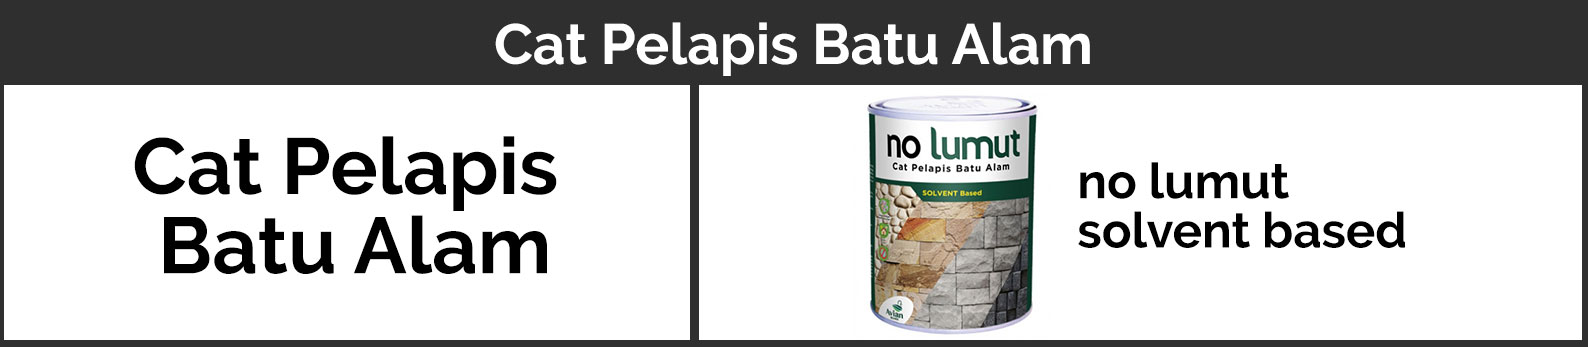 Cat Pelapis Batu Alam
Cat Pelapis
Batu Alam
no lumut
Cat Pelapis Batu Alam
SOLVENT Based
Avian
no lumut
solvent based